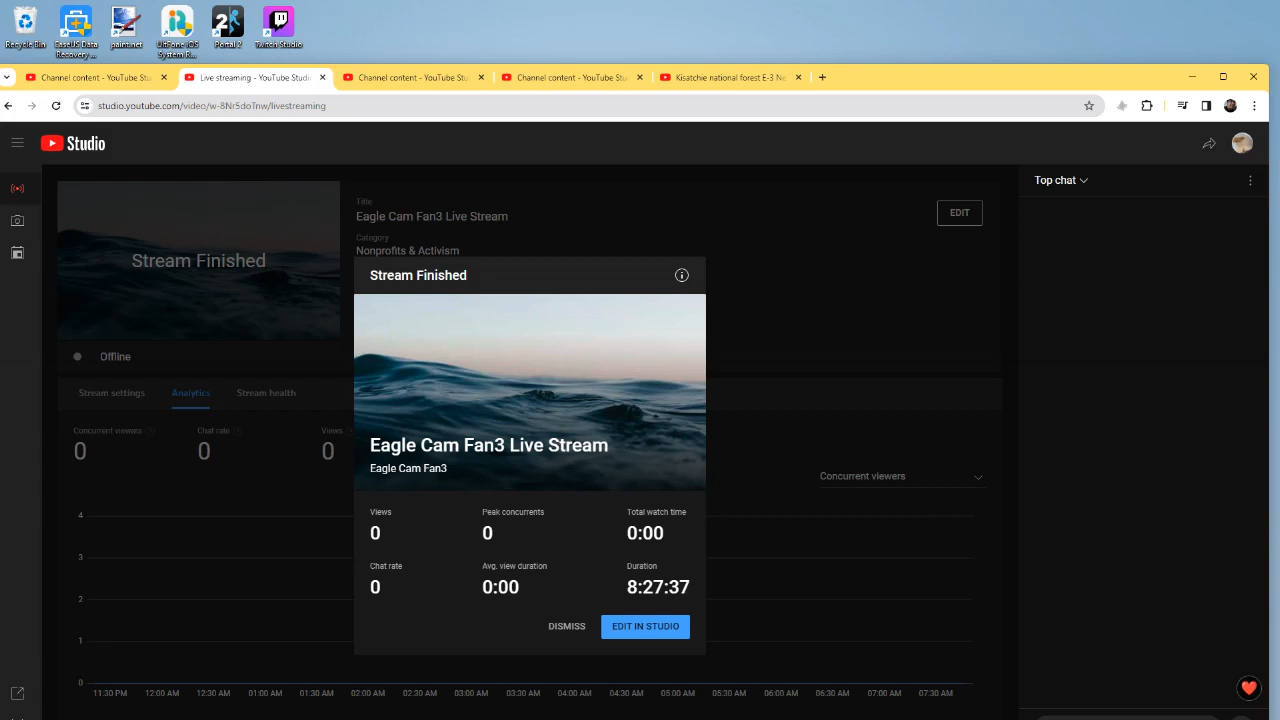 Recycle Bin
EaseUS Data Recovery ...
paint.net
UltFone iOS System R...
Portal 2
Twitch Studio
Channel content - YouTube Stu
Live streaming - YouTube Studi
Channel content - YouTube Stu
Channel content - YouTube Stu
Kisatchie national forest E-3 Ne
studio.youtube.com/video/w-8Nr5doTnw/livestreaming
Studio
Top chat
Stream Finished
Title
Eagle Cam Fan3 Live Stream
EDIT
Category
Nonprofits & Activism
Offline
Stream settings
Analytics
Stream health
Concurrent viewers
0
Chat rate
0
Views
0
Concurrent viewers
4
3
2
1
0
11:30 PM 12:00 AM 12:30 AM 01:00 AM 01:30 AM 02:00 AM 02:30 AM 03:00 AM 03:30 AM 04:00 AM 04:30 AM 05:00 AM 05:30 AM 06:00 AM 06:30 AM 07:00 AM 07:30 AM
Stream Finished
Eagle Cam Fan3 Live Stream
Eagle Cam Fan3
Views
0
Peak concurrents
0
Total watch time
0:00
Chat rate
0
Avg. view duration
0:00
Duration
8:27:37
DISMISS
EDIT IN STUDIO